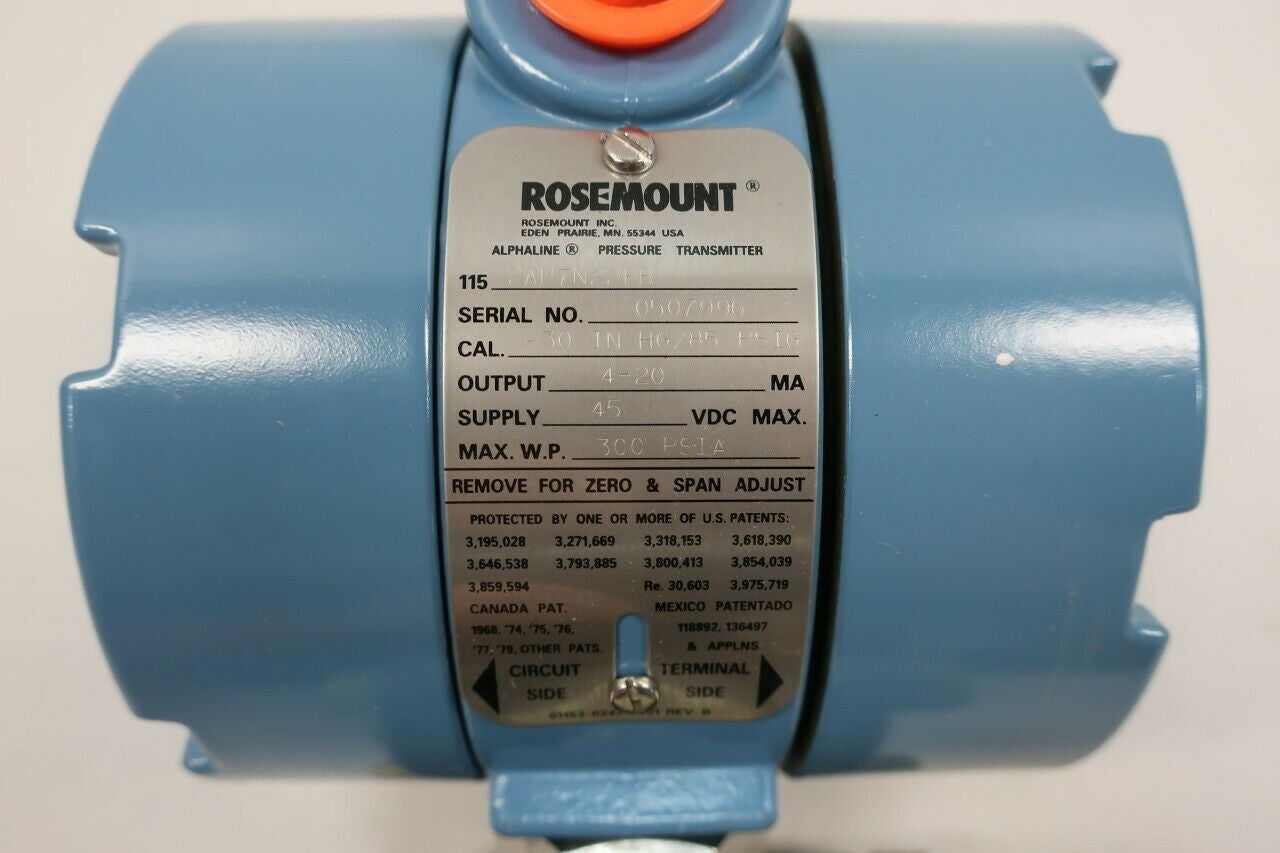 ROSEMOUNT ®
ROSEMOUNT INC.
EDEN PRAIRIE, MN. 55344 USA
ALPHALINE ® PRESSURE TRANSMITTER
115
SERIAL NO. 0507996
CAL. -30 IN HG/85 PSIG
OUTPUT 4-20 MA
SUPPLY 45 VDC MAX.
MAX. W.P. 300 PSIA
REMOVE FOR ZERO & SPAN ADJUST
PROTECTED BY ONE OR MORE OF U.S. PATENTS:
3,195,028 3,271,669 3,318,153 3,618,390
3,646,538 3,793,885 3,800,413 3,854,039
3,859,594 Re. 30,603 3,975,719
CANADA PAT. MEXICO PATENTADO
1968, '74, '75, '76, 118892, 136497
'77, '79, OTHER PATS. & APPLNS
CIRCUIT TERMINAL
SIDE SIDE
REV. B